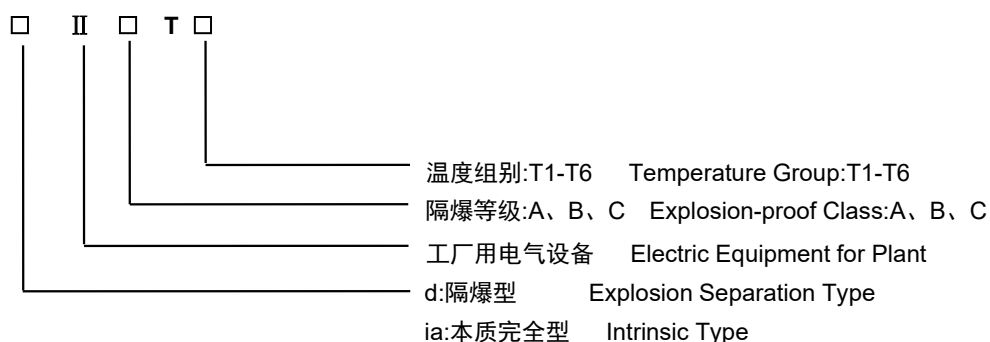 □ Ⅱ □ T □
温度组别:T1-T6 Temperature Group:T1-T6
隔爆等级:A、B、C Explosion-proof Class:A、B、C
工厂用电气设备 Electric Equipment for Plant
d:隔爆型 Explosion Separation Type
ia:本质完全型 Intrinsic Type